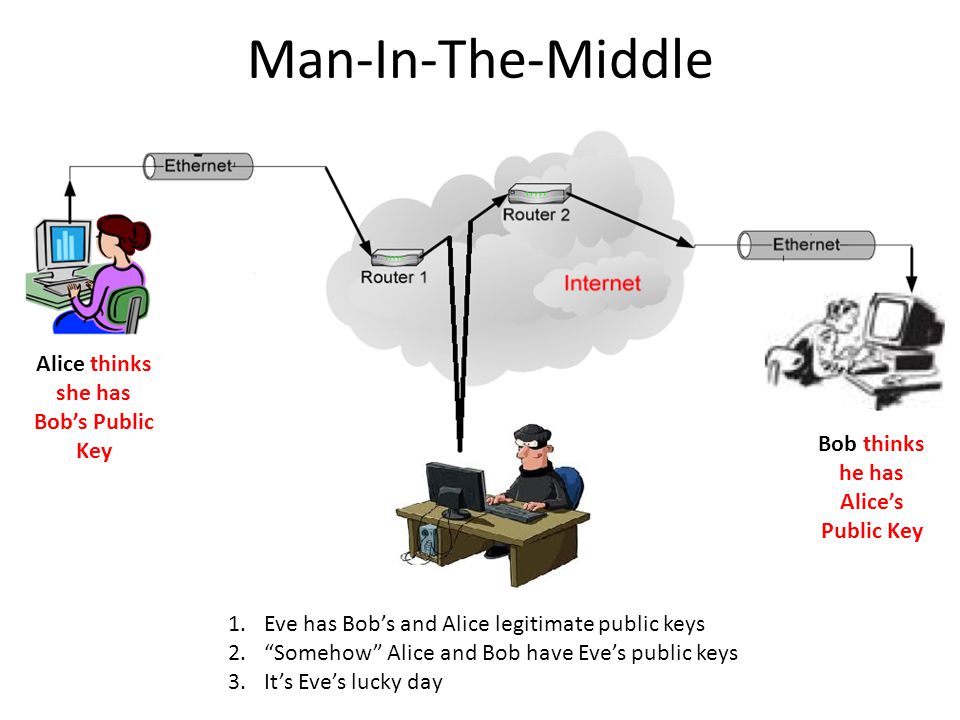 Man-In-The-Middle
Ethernet
Router 1
Router 2
Internet
Ethernet
Alice thinks
she has
Bob’s Public
Key
Bob thinks
he has
Alice’s
Public Key
1. Eve has Bob’s and Alice legitimate public keys
2. “Somehow” Alice and Bob have Eve’s public keys
3. It’s Eve’s lucky day